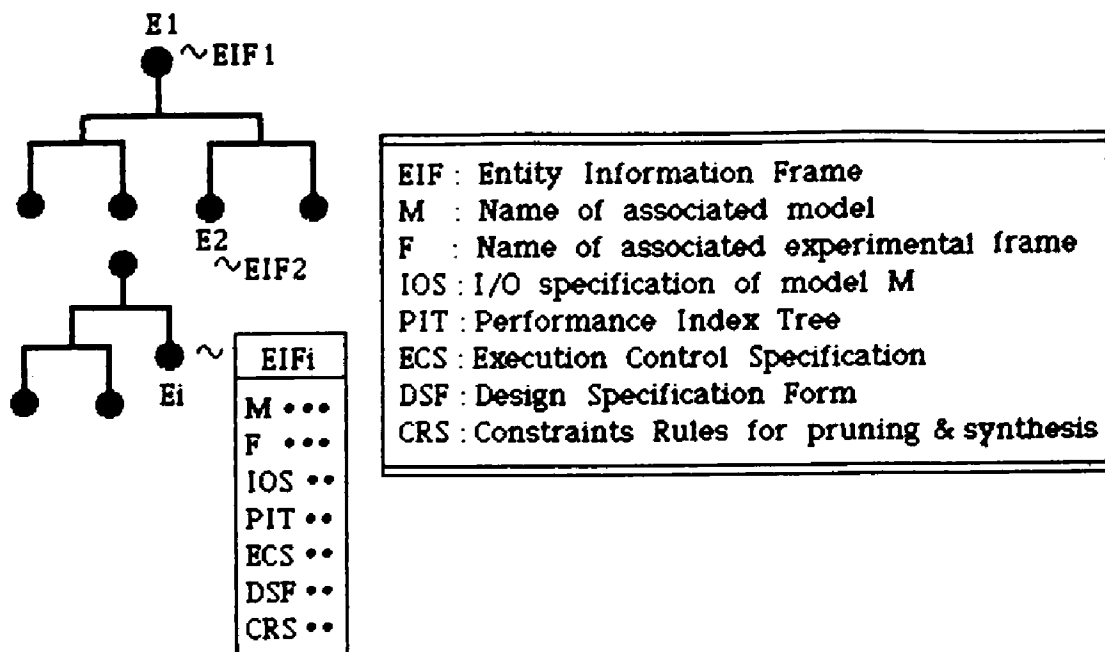 E1
~EIF1
E2
~EIF2
Ei ~
EIFi
M •••
F •••
IOS ••
PIT ••
ECS ••
DSF ••
CRS ••
EIF : Entity Information Frame
M : Name of associated model
F : Name of associated experimental frame
IOS : I/O specification of model M
PIT : Performance Index Tree
ECS : Execution Control Specification
DSF : Design Specification Form
CRS : Constraints Rules for pruning & synthesis